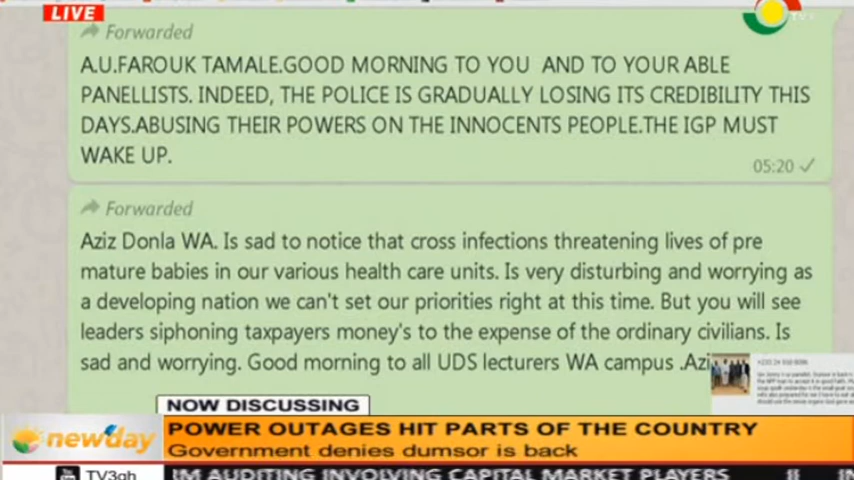 LIVE
TV3
Forwarded
A.U.FAROUK TAMALE.GOOD MORNING TO YOU AND TO YOUR ABLE
PANELLISTS. INDEED, THE POLICE IS GRADUALLY LOSING ITS CREDIBILITY THIS
DAYS.ABUSING THEIR POWERS ON THE INNOCENTS PEOPLE.THE IGP MUST
WAKE UP.
05:20
Forwarded
Aziz Donla WA. Is sad to notice that cross infections threatening lives of pre
mature babies in our various health care units. Is very disturbing and worrying as
a developing nation we can't set our priorities right at this time. But you will see
leaders siphoning taxpayers money's to the expense of the ordinary civilians. Is
sad and worrying. Good morning to all UDS lecturers WA campus .Azi
NOW DISCUSSING
newday
POWER OUTAGES HIT PARTS OF THE COUNTRY
Government denies dumsor is back
TV3gh
AUDITING INVOLVING CAPITAL MARKET PLAYERS